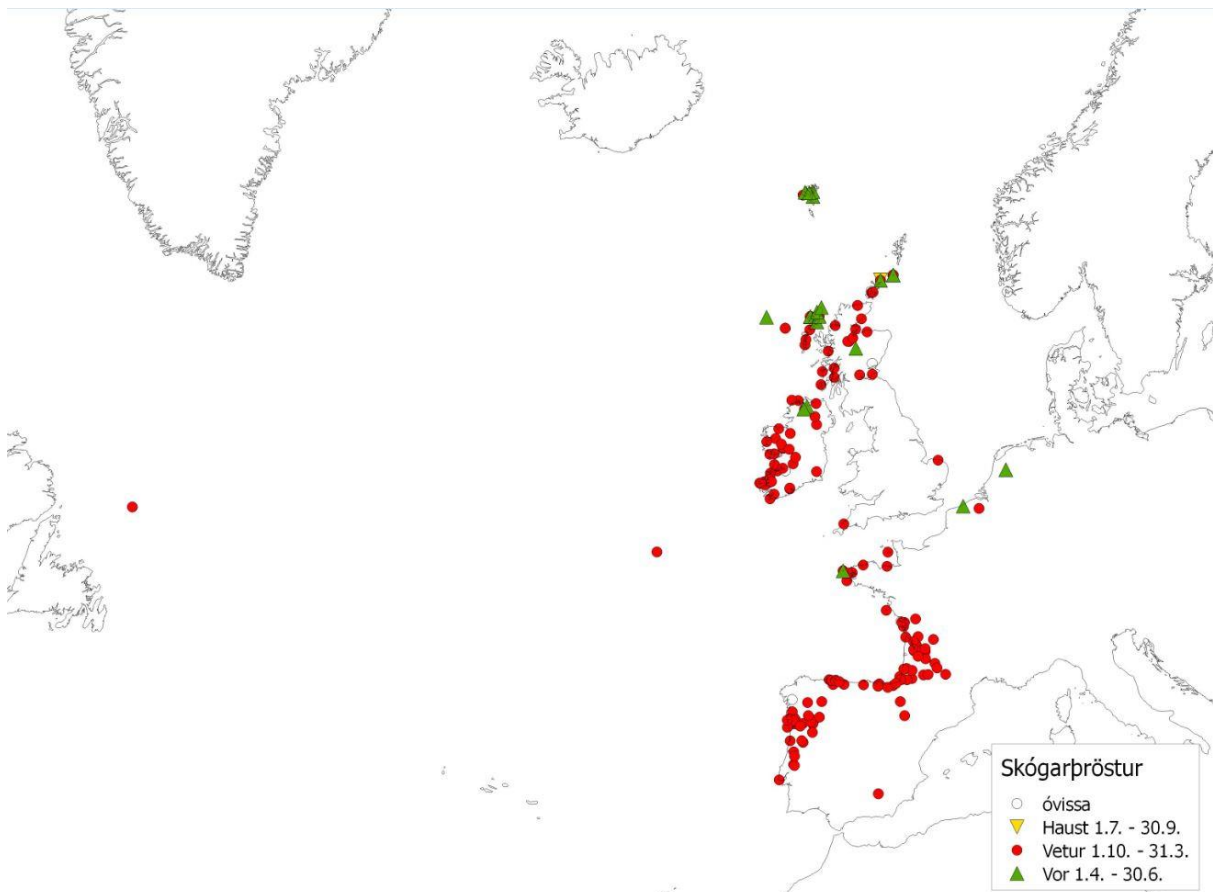 Skógarþröstur
óvissa
Haust 1.7. - 30.9.
Vetur 1.10. - 31.3.
Vor 1.4. - 30.6.